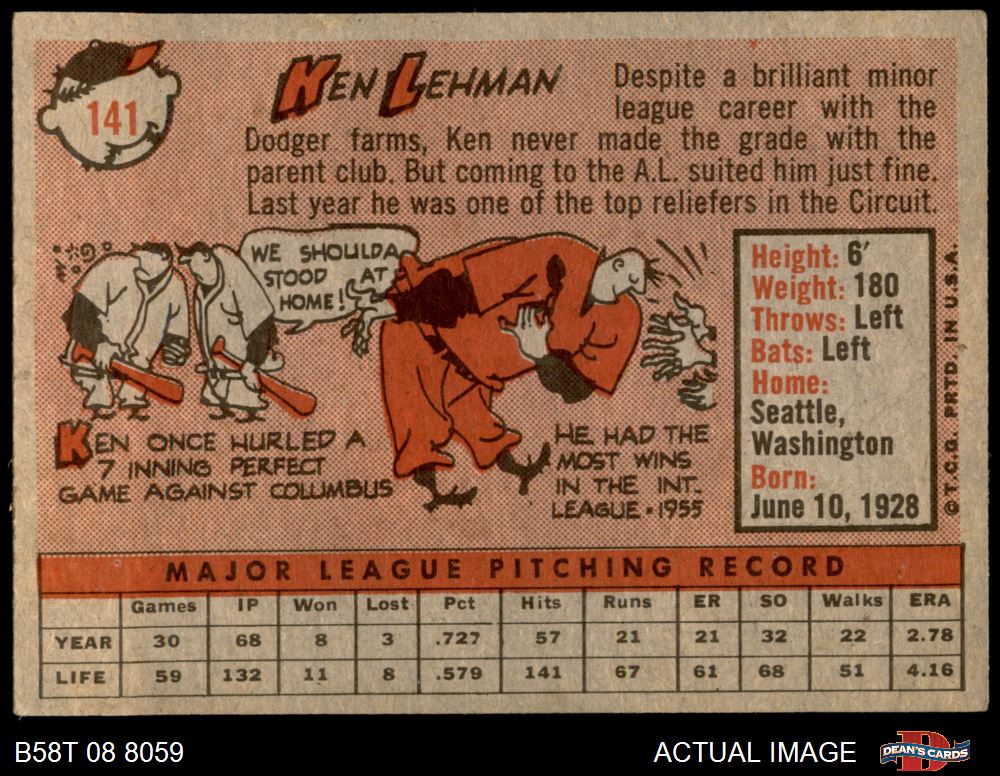 141
KEN LEHMAN
Despite a brilliant minor
league career with the
Dodger farms, Ken never made the grade with the
parent club. But coming to the A.L. suited him just fine.
Last year he was one of the top reliefers in the Circuit.
WE SHOULDA
STOOD AT
HOME!
KEN ONCE HURLED A
7 INNING PERFECT
GAME AGAINST COLUMBUS
HE HAD THE
MOST WINS
IN THE INT.
LEAGUE • 1955
Height: 6'
Weight: 180
Throws: Left
Bats: Left
Home:
Seattle,
Washington
Born:
June 10, 1928
© T.C.G. PRTD. IN U.S.A.
MAJOR LEAGUE PITCHING RECORD
Games IP Won Lost Pct Hits Runs ER SO Walks ERA
YEAR 30 68 8 3 .727 57 21 21 32 22 2.78
LIFE 59 132 11 8 .579 141 67 61 68 51 4.16
B58T 08 8059
ACTUAL IMAGE
DEAN'S CARDS